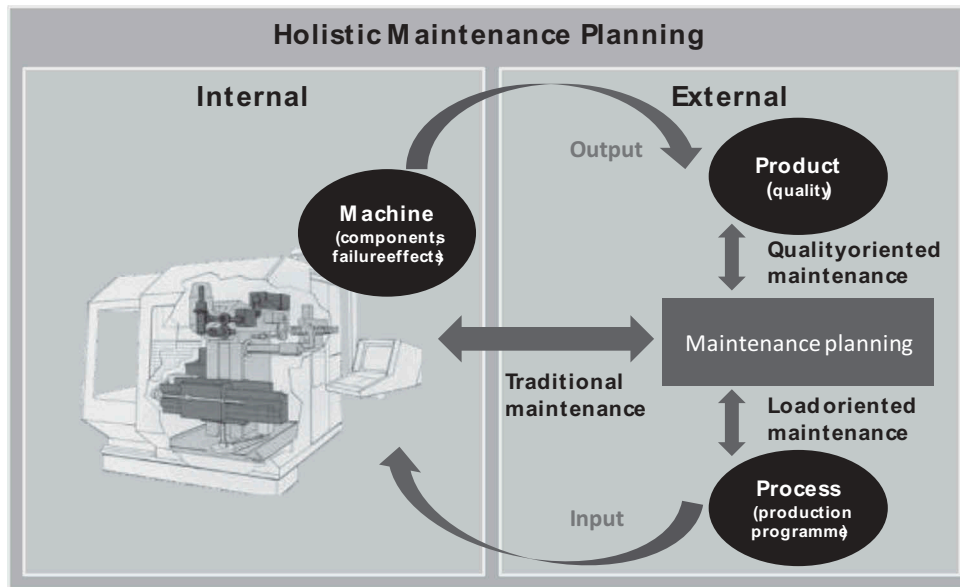 Holistic Maintenance Planning
Internal
External
Output
Product
(quality)
Machine
(components,
failure effects)
Quality oriented
maintenance
Maintenance planning
Traditional
maintenance
Load oriented
maintenance
Process
(production
programme)
Input